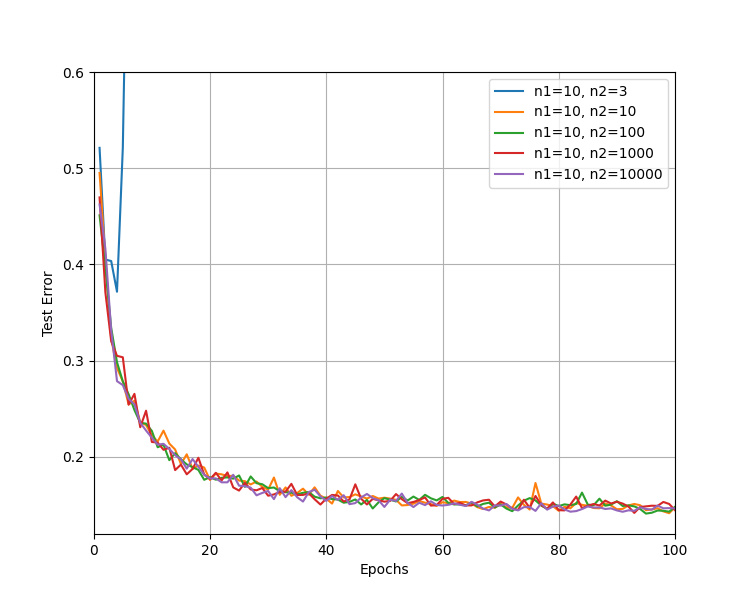 0.6
0.5
0.4
0.3
0.2
Test Error
n1=10, n2=3
n1=10, n2=10
n1=10, n2=100
n1=10, n2=1000
n1=10, n2=10000
0 20 40 60 80 100
Epochs